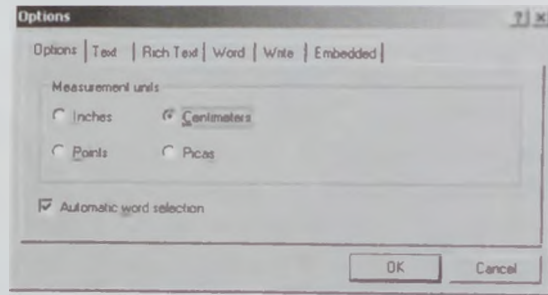 Options ? ×
Options Text Rich Text Word Write Embedded
Measurement units
Inches Centimeters
Points Picas
Automatic word selection
OK Cancel